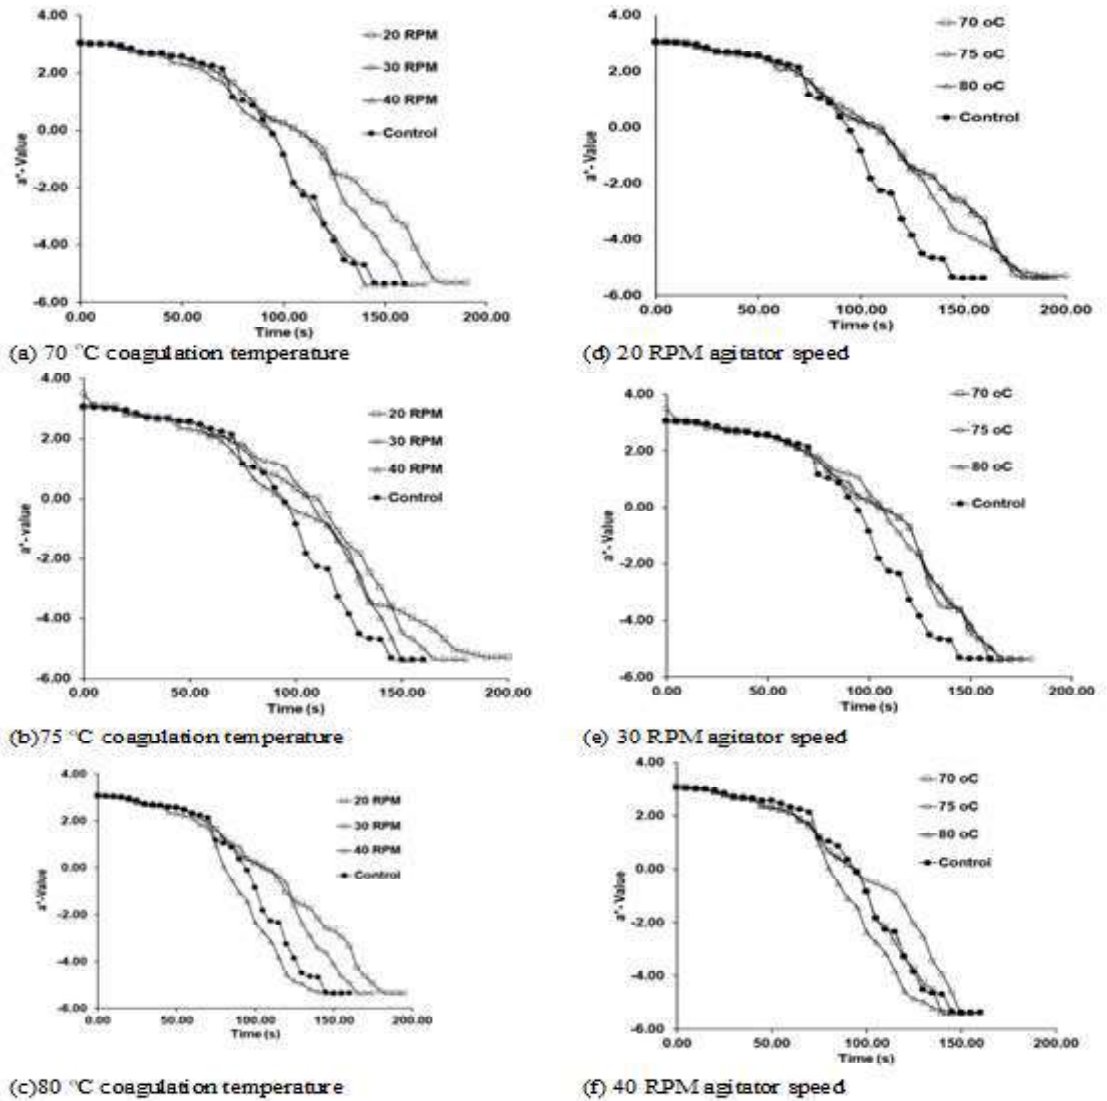 4.00
2.00
0.00
-2.00
-4.00
-6.00
a*- Value
0.00 50.00 100.00 150.00 200.00
Time (s)
20 RPM
30 RPM
40 RPM
Control
(a) 70 °C coagulation temperature
4.00
2.00
0.00
-2.00
-4.00
-6.00
a*- Value
0.00 50.00 100.00 150.00 200.00
Time (s)
70 oC
75 oC
80 oC
Control
(d) 20 RPM agitator speed
4.00
2.00
0.00
-2.00
-4.00
-6.00
a*- value
0.00 50.00 100.00 150.00 200.00
Time (s)
20 RPM
30 RPM
40 RPM
Control
(b)75 °C coagulation temperature
4.00
2.00
0.00
-2.00
-4.00
-6.00
a*- Value
0.00 50.00 100.00 150.00 200.00
Time (s)
70 oC
75 oC
80 oC
Control
(e) 30 RPM agitator speed
4.00
2.00
0.00
-2.00
-4.00
-6.00
a*-Value
0.00 50.00 100.00 150.00 200.00
Time (s)
20 RPM
30 RPM
40 RPM
Control
(c)80 °C coagulation temperature
4.00
2.00
0.00
-2.00
-4.00
-6.00
a*- Value
0.00 50.00 100.00 150.00 200.00
Time (s)
70 oC
75 oC
80 oC
Control
(f) 40 RPM agitator speed